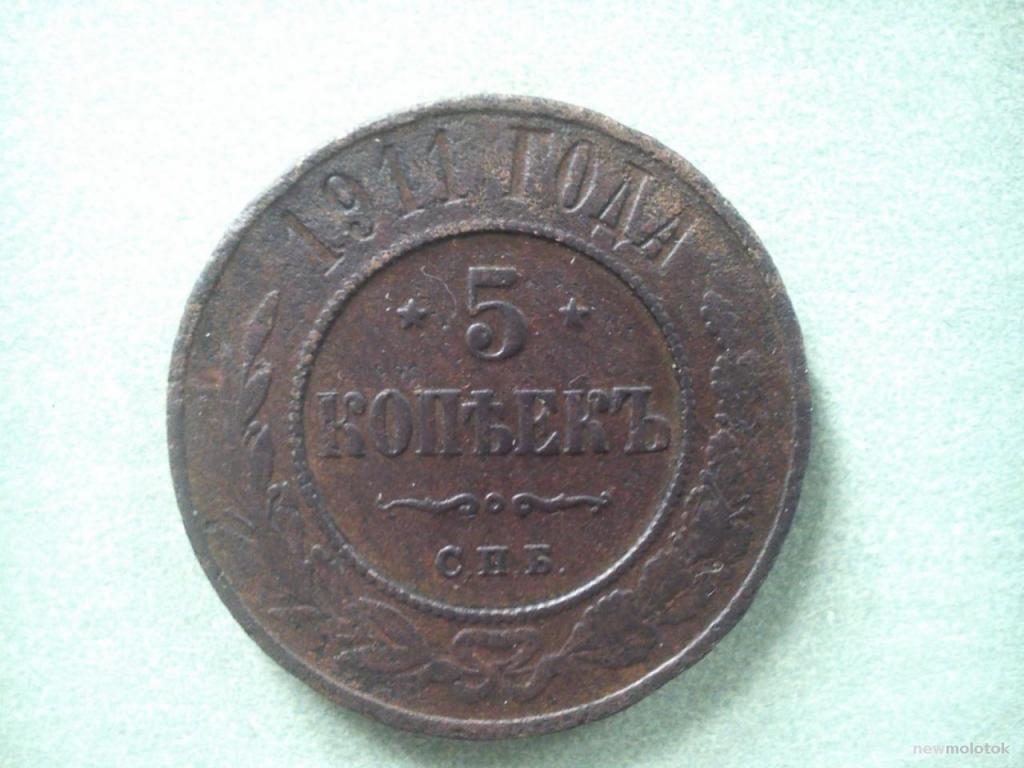 1911 ГОДА
★ 5 ★
КОПѢЕКЪ
С.П.Б.
newmolotok